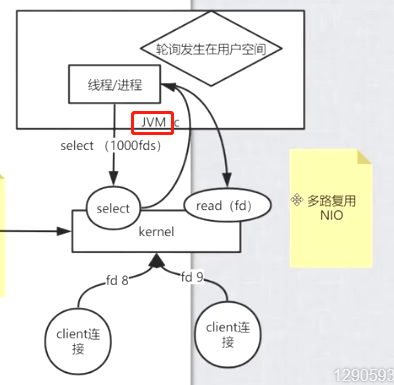 轮询发生在用户空间
线程/进程
JVM c
select （1000fds）
select
read（fd）
多路复用
NIO
kernel
fd 8
fd 9
client连
接
client连
接
1290593